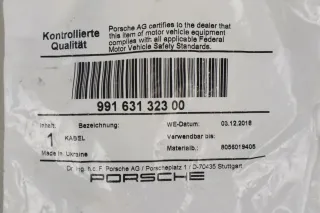 Kontrollierte
Qualität
Porsche AG certifies to the dealer that
this item of motor vehicle equipment
complies with all applicable Federal
Motor Vehicle Safety Standards.
991 631 323 00
Inhalt: Bezeichnung: WE-Datum: 03.12.2018
1 KABEL Verwendbar bis:
Made in Ukraine Materialb.: 8056019406
Dr. Ing. h.c. F. Porsche AG / Porscheplatz 1 / D-70435 Stuttgart
PORSCHE